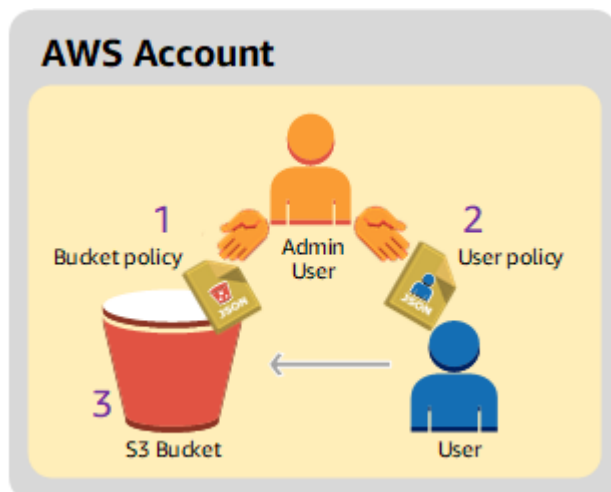 AWS Account
1
2
Admin
User
Bucket policy
User policy
JSON
JSON
3
S3 Bucket
User